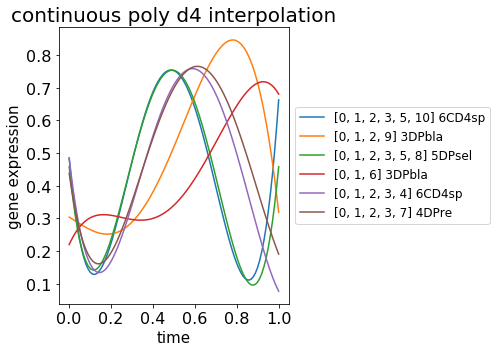 continuous poly d4 interpolation
gene expression
0.8
0.7
0.6
0.5
0.4
0.3
0.2
0.1
0.0 0.2 0.4 0.6 0.8 1.0
time
[0, 1, 2, 3, 5, 10] 6CD4sp
[0, 1, 2, 9] 3DPbla
[0, 1, 2, 3, 5, 8] 5DPsel
[0, 1, 6] 3DPbla
[0, 1, 2, 3, 4] 6CD4sp
[0, 1, 2, 3, 7] 4DPre